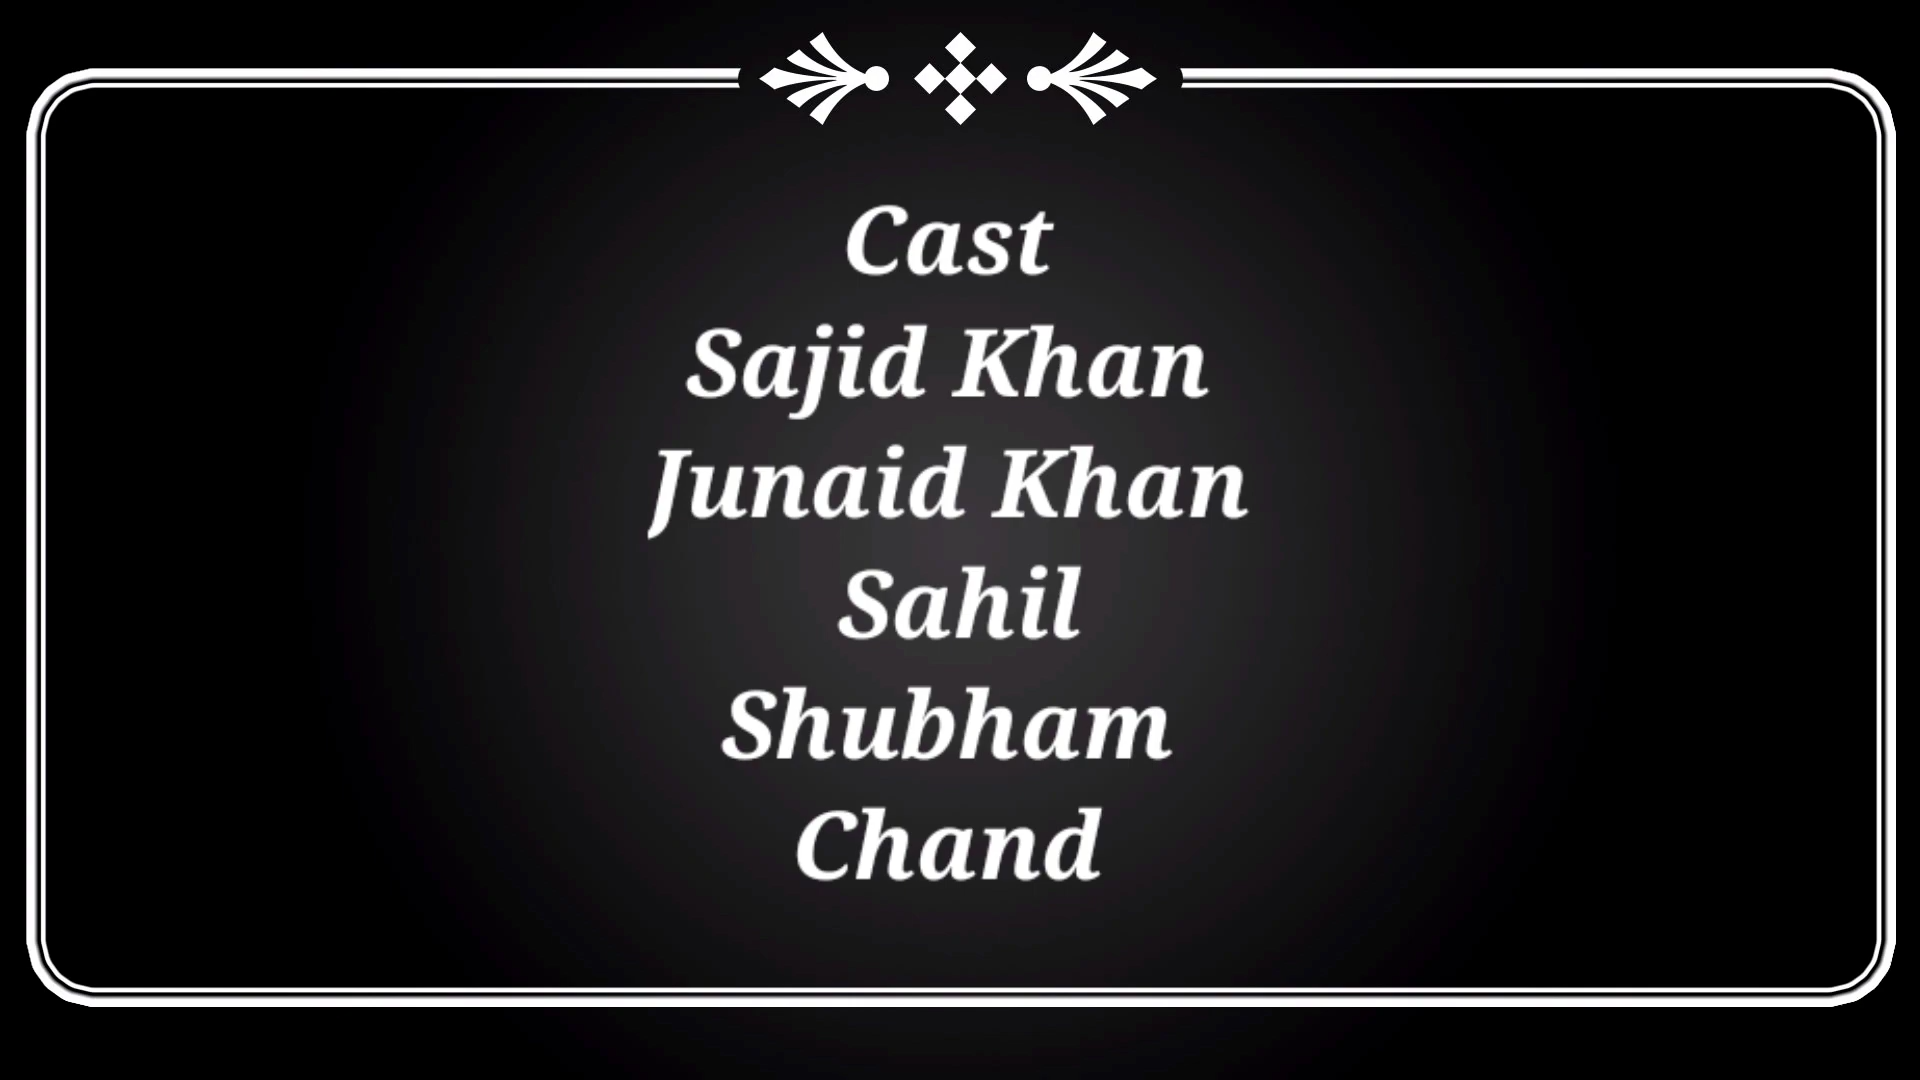 Cast
Sajid Khan
Junaid Khan
Sahil
Shubham
Chand